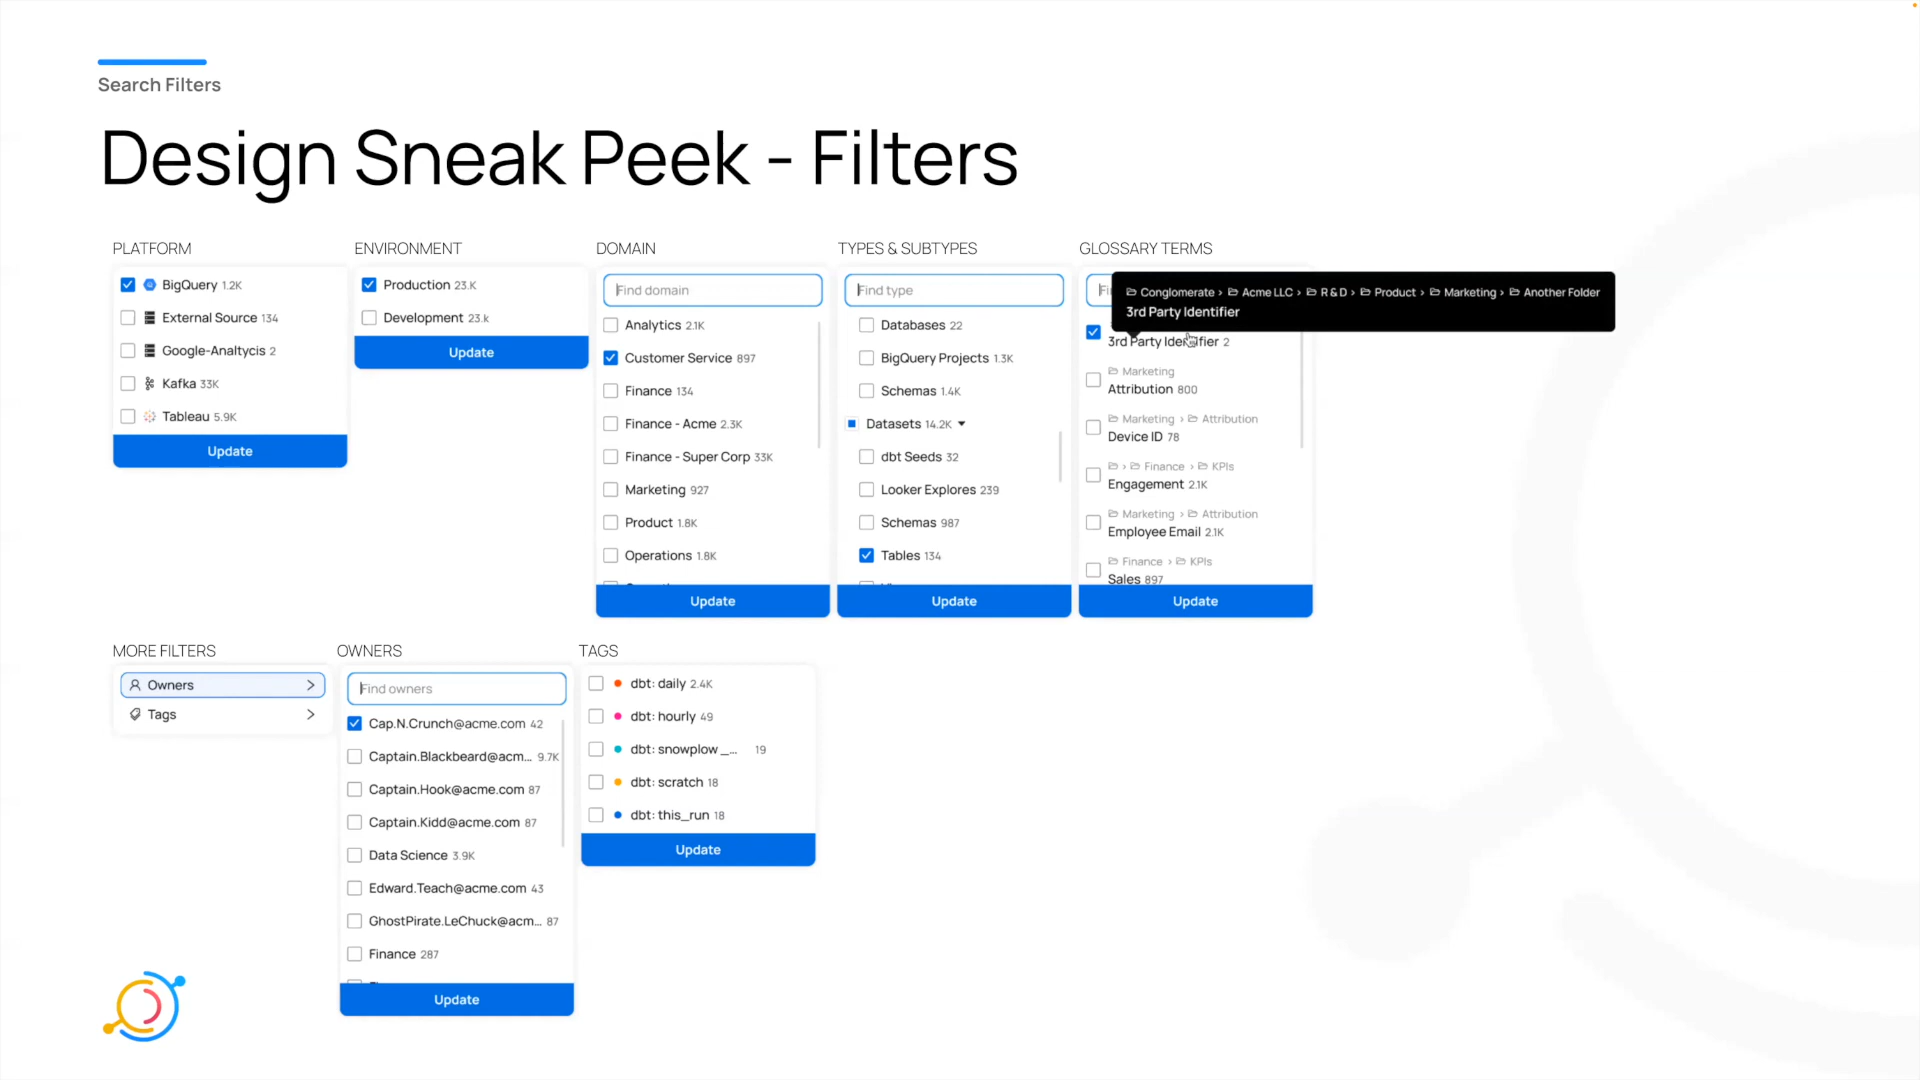 Search Filters
Design Sneak Peek - Filters
PLATFORM
BigQuery 1.2K
External Source 134
Google-Analtycis 2
Kafka 33K
Tableau 5.9K
Update
ENVIRONMENT
Production 23.K
Development 23.k
Update
DOMAIN
Find domain
Analytics 2.1K
Customer Service 897
Finance 134
Finance - Acme 2.3K
Finance - Super Corp 33K
Marketing 927
Product 1.8K
Operations 1.8K
Update
TYPES & SUBTYPES
Find type
Databases 22
BigQuery Projects 1.3K
Schemas 1.4K
Datasets 14.2K
dbt Seeds 32
Looker Explores 239
Schemas 987
Tables 134
Update
GLOSSARY TERMS
Conglomerate > Acme LLC > R & D > Product > Marketing > Another Folder
3rd Party Identifier
3rd Party Identifier 2
Marketing
Attribution 800
Marketing > Attribution
Device ID 78
> Finance > KPIs
Engagement 2.1K
Marketing > Attribution
Employee Email 2.1K
Finance > KPIs
Sales 897
Update
MORE FILTERS
Owners >
Tags >
OWNERS
Find owners
Cap.N.Crunch@acme.com 42
Captain.Blackbeard@acm... 9.7K
Captain.Hook@acme.com 87
Captain.Kidd@acme.com 87
Data Science 3.9K
Edward.Teach@acme.com 43
GhostPirate.LeChuck@acm... 87
Finance 287
Update
TAGS
dbt: daily 2.4K
dbt: hourly 49
dbt: snowplow_... 19
dbt: scratch 18
dbt: this_run 18
Update